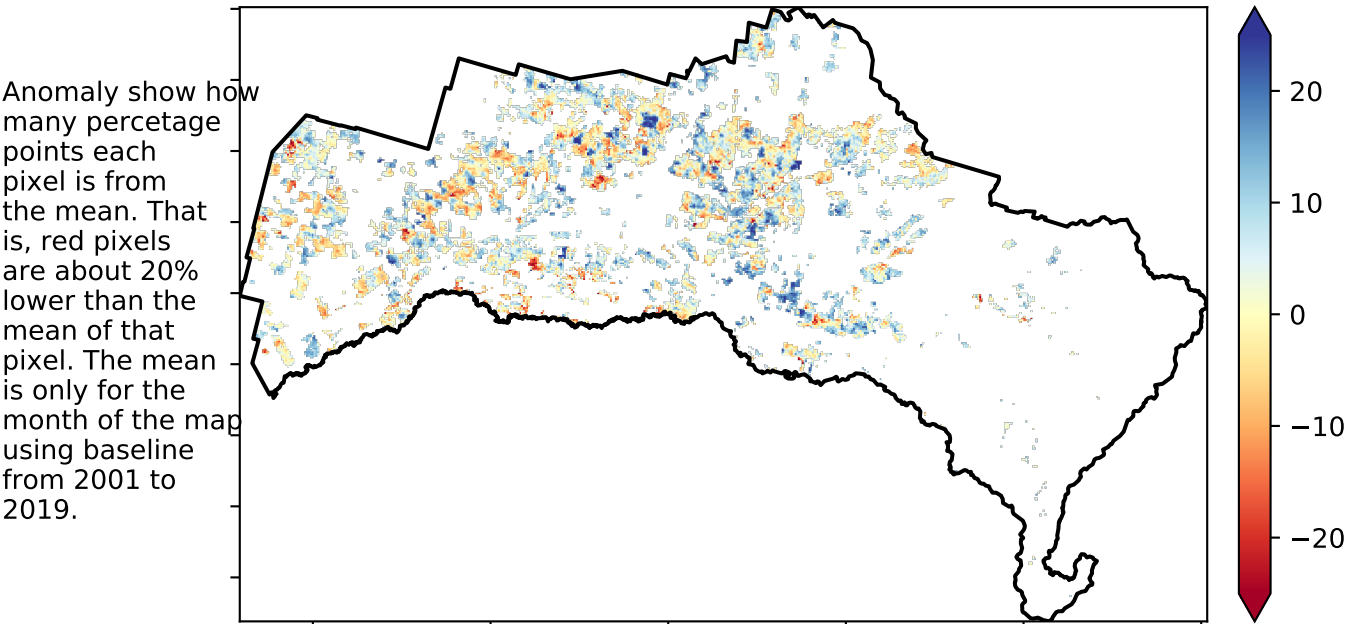 Anomaly show how
many percetage
points each
pixel is from
the mean. That
is, red pixels
are about 20%
lower than the
mean of that
pixel. The mean
is only for the
month of the map
using baseline
from 2001 to
2019.
20
10
0
−10
−20